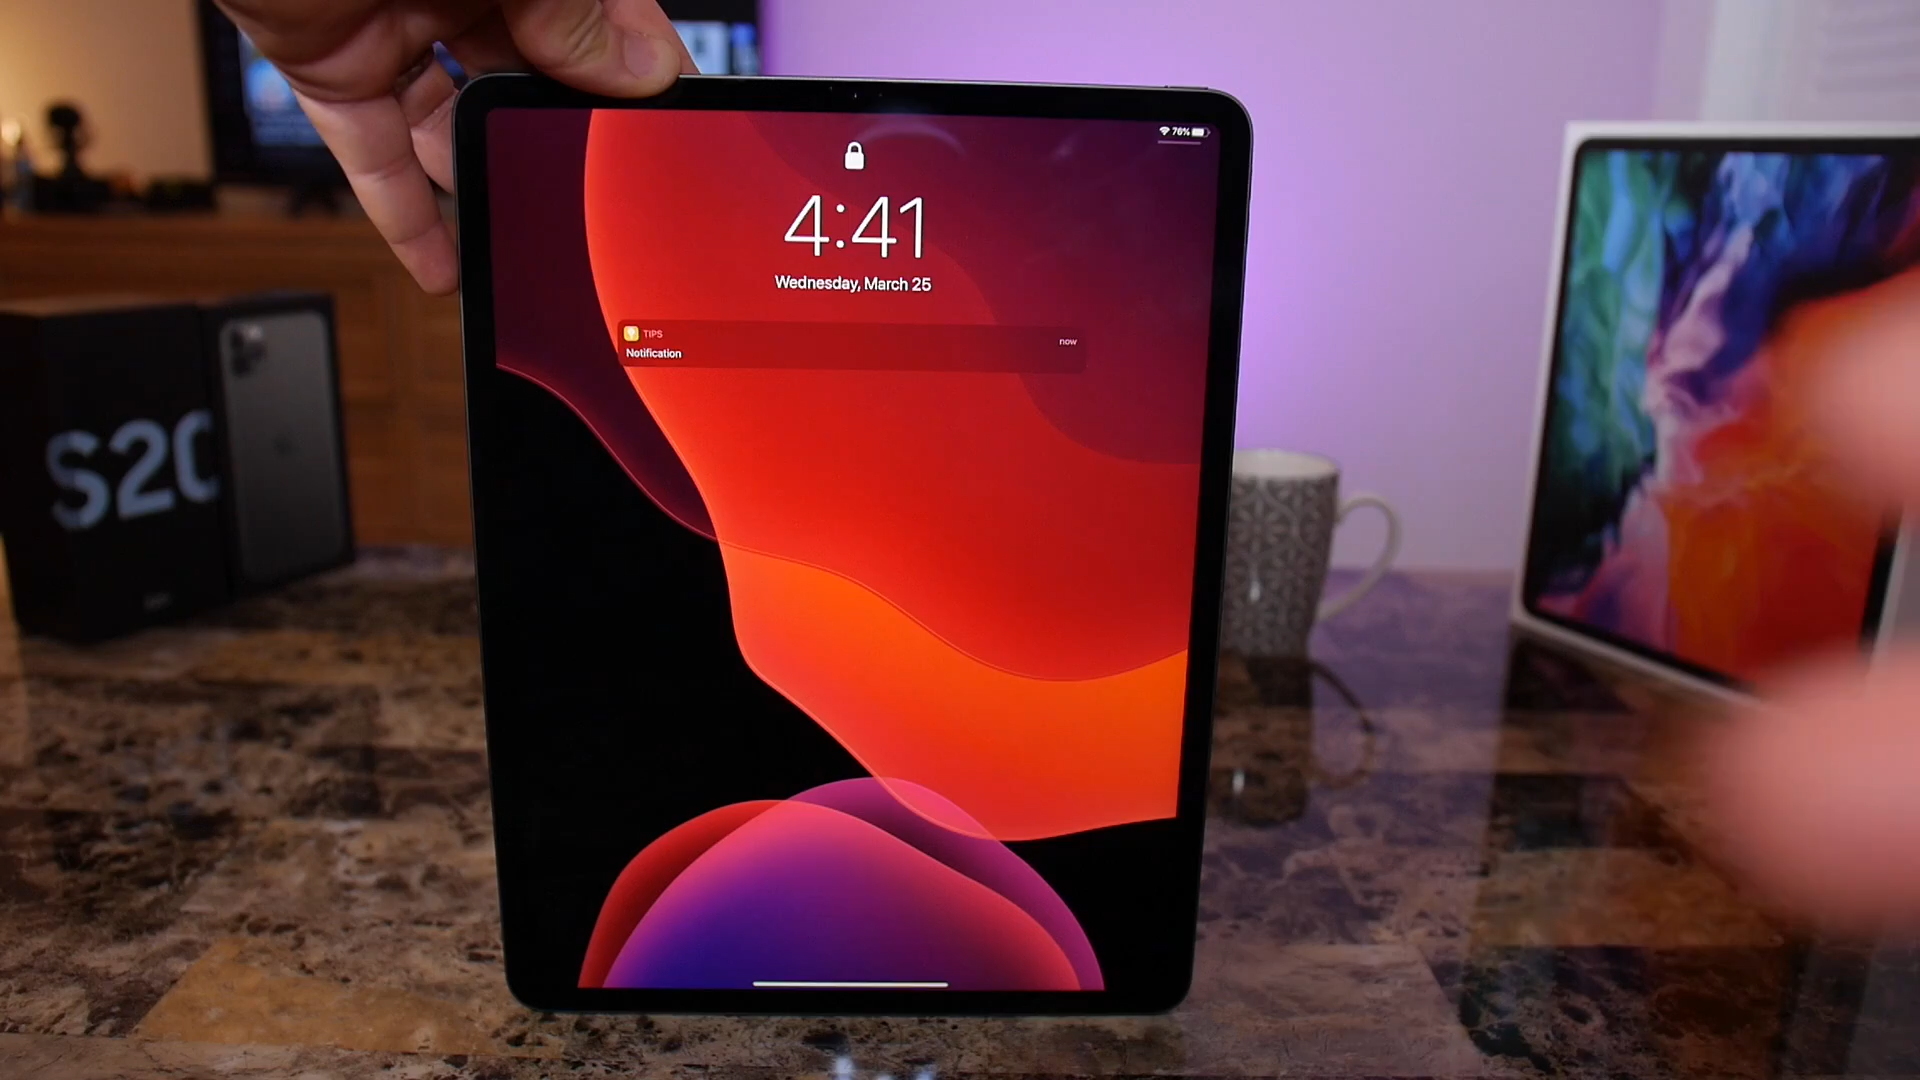 76%
4:41
Wednesday, March 25
TIPS
now
Notification
S20